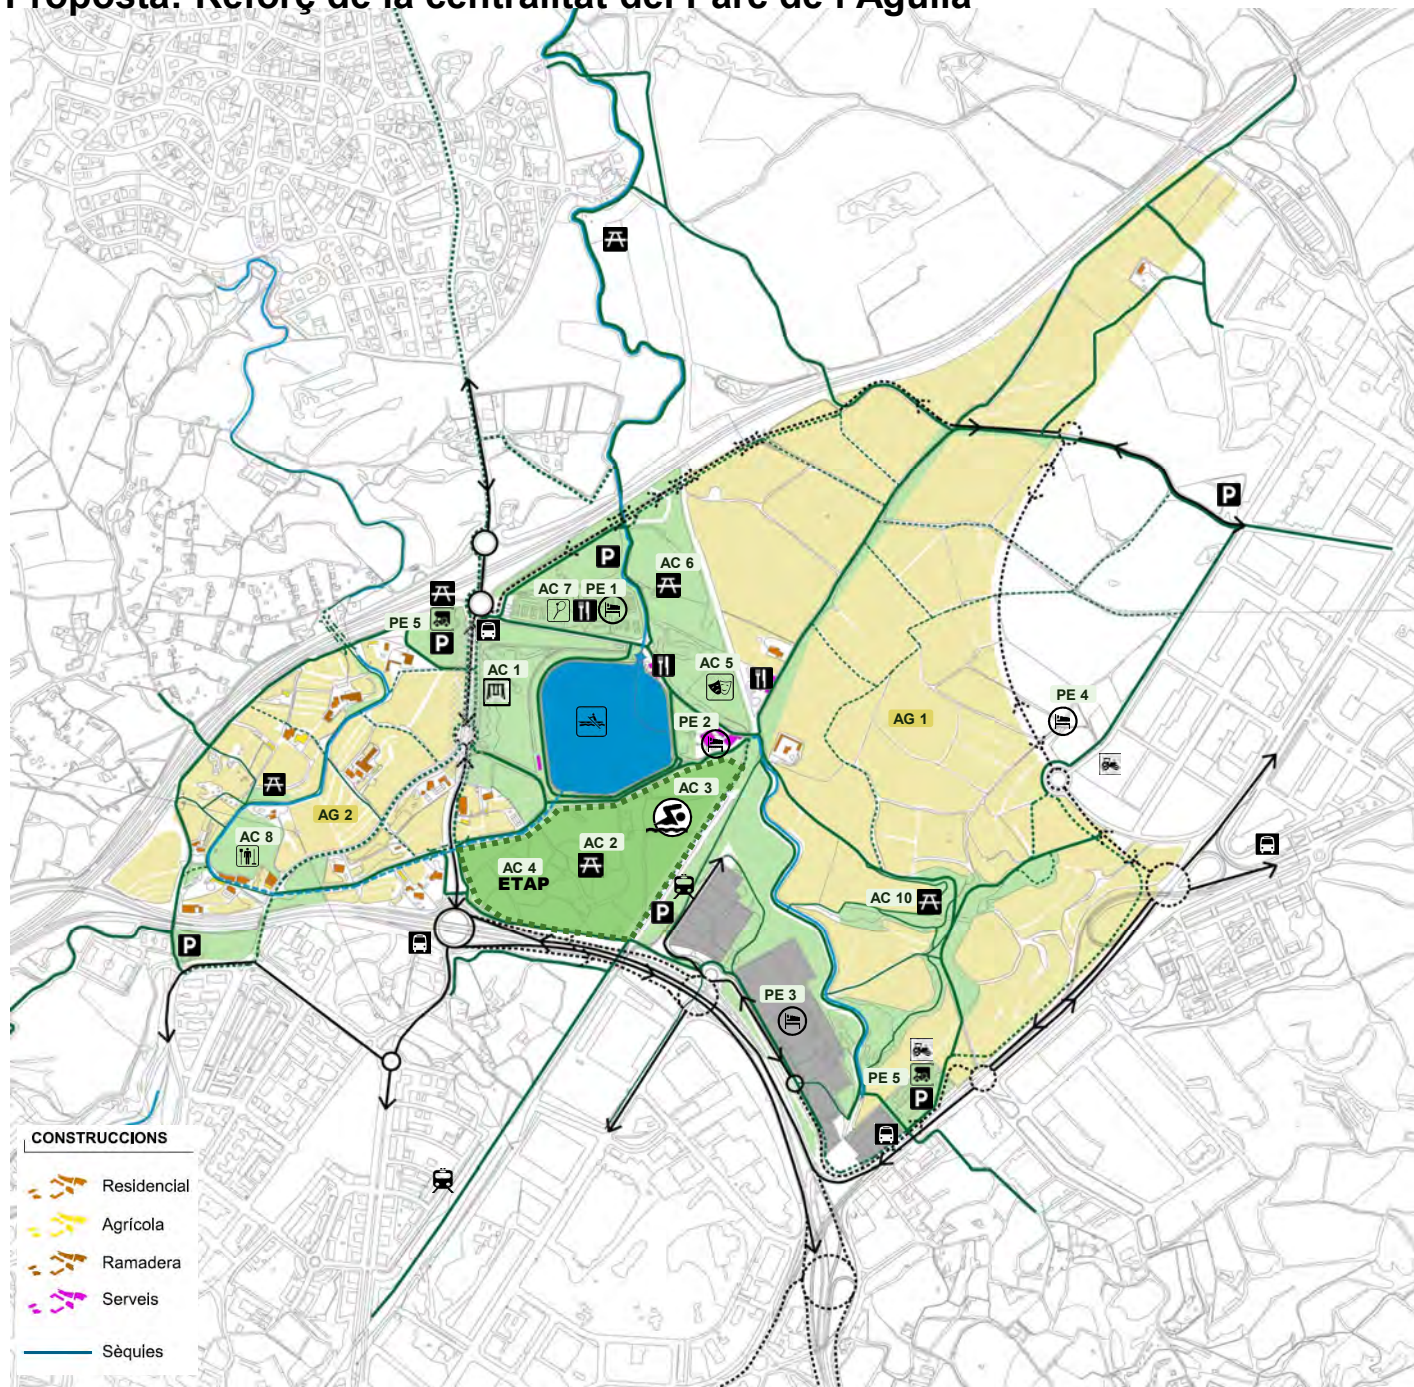 Proposta: Reforç de la centralitat del Parc de l'Agulla
P
AC 6
AC 7 PE 1
PE 5
P
AC 1
AC 5
PE 2
PE 4
AG 1
AC 3
AG 2
AC 8
AC 2
AC 4
ETAP
AC 10
P
P
PE 3
PE 5
P
P
CONSTRUCCIONS
Residencial
Agrícola
Ramadera
Serveis
Sèquies